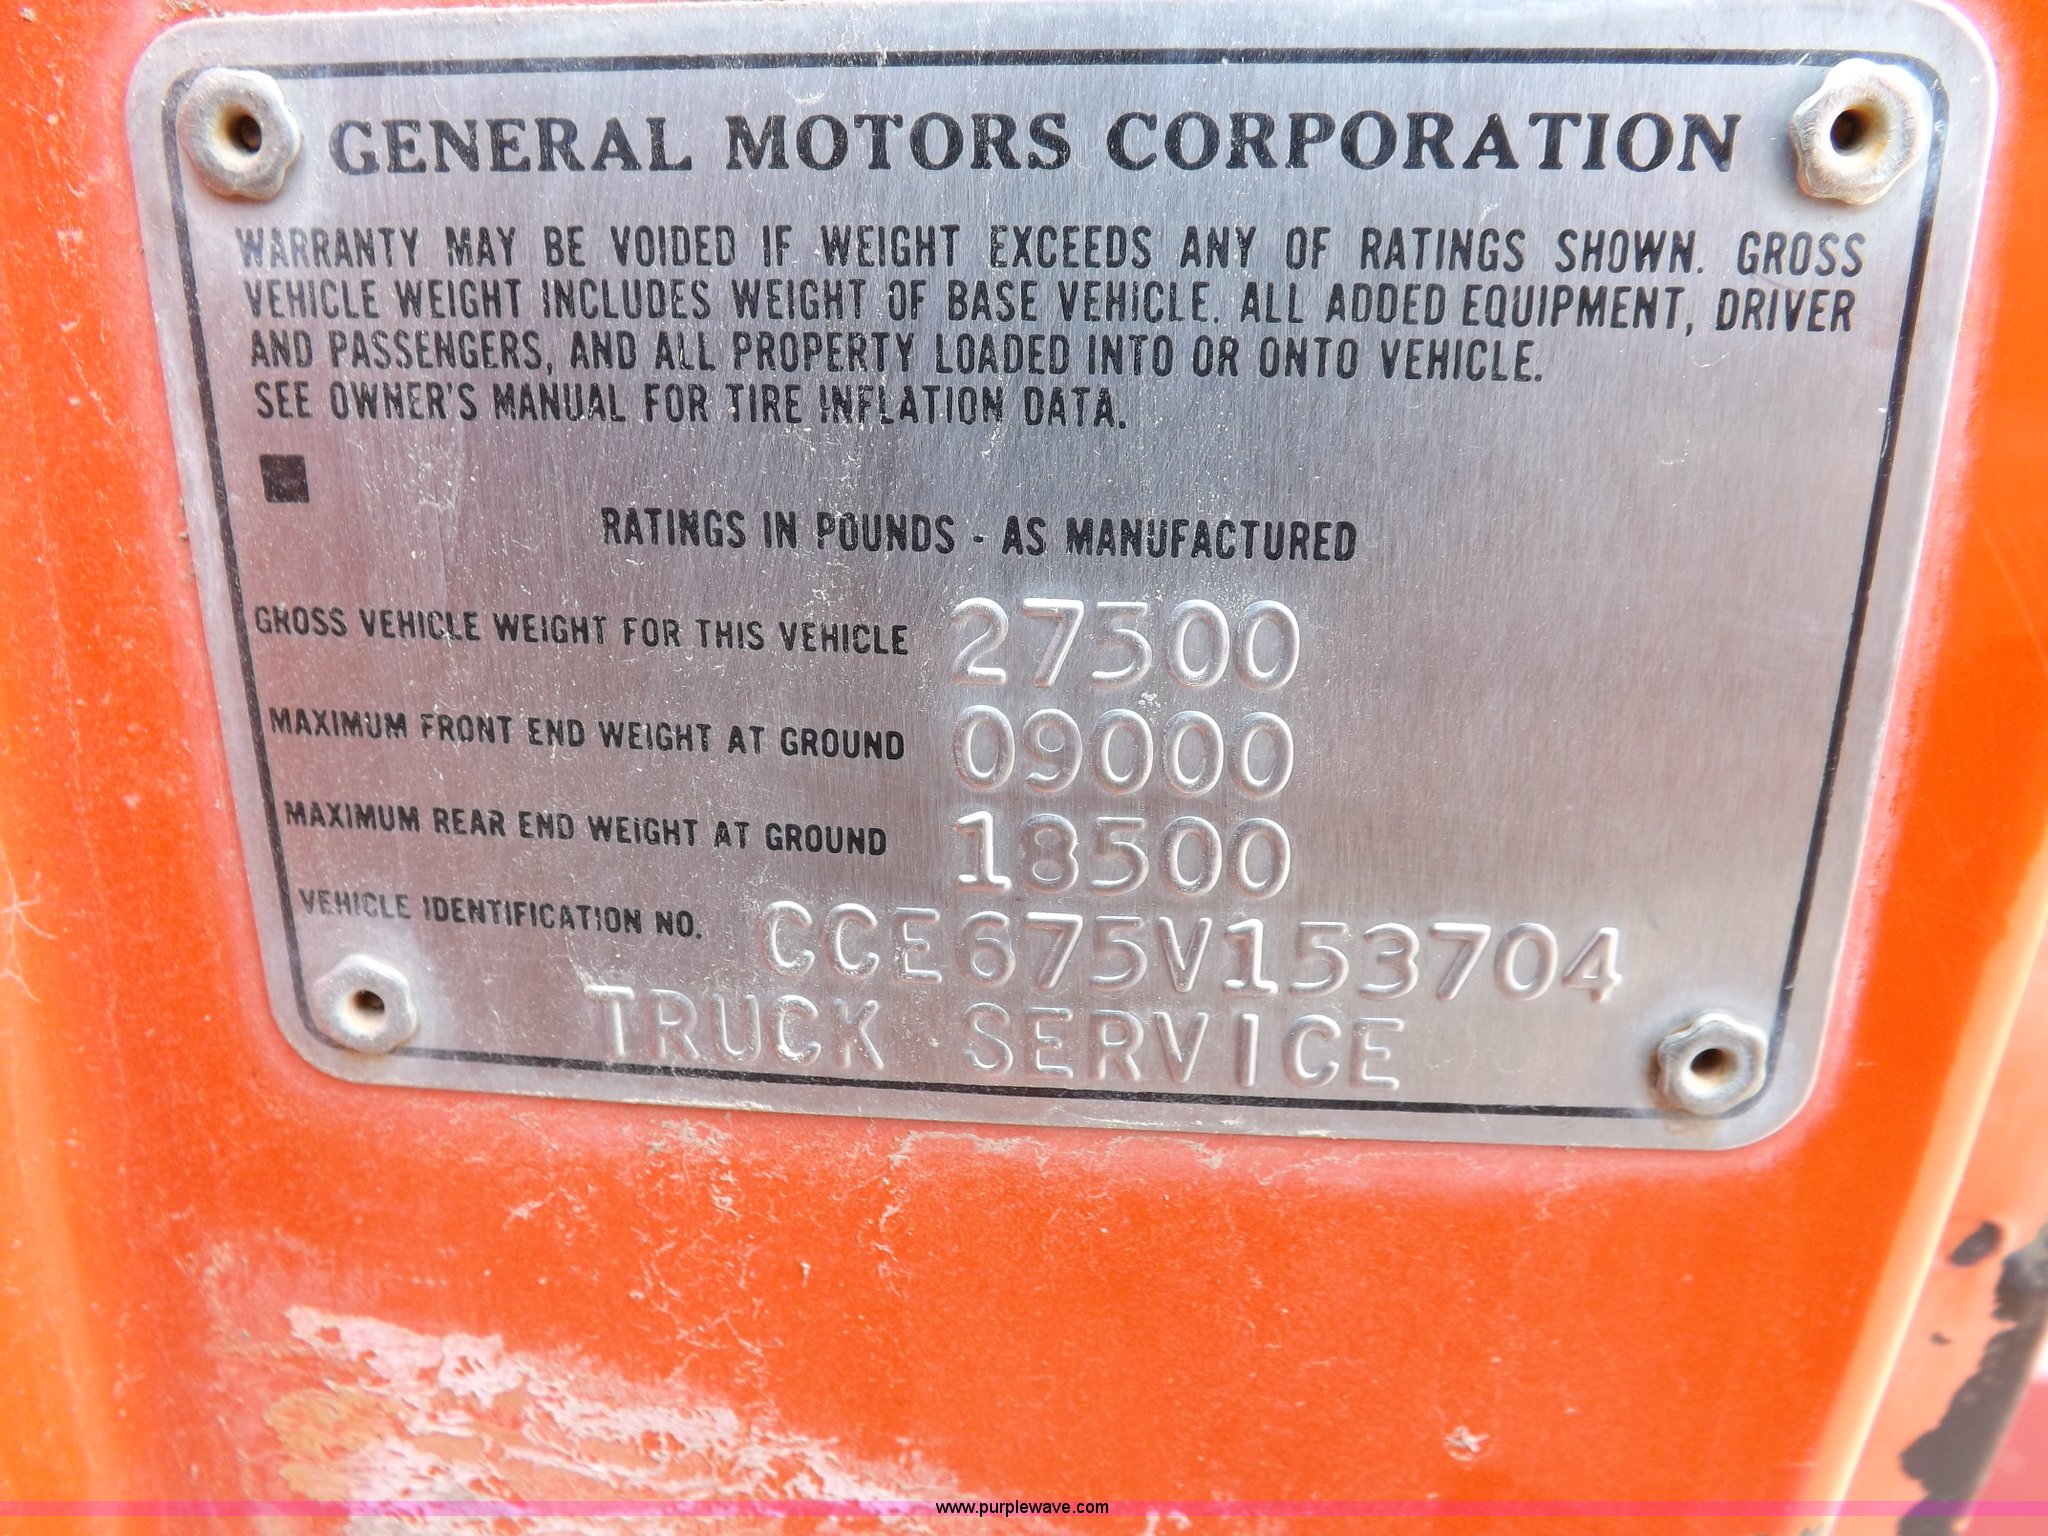 GENERAL MOTORS CORPORATION
WARRANTY MAY BE VOIDED IF WEIGHT EXCEEDS ANY OF RATINGS SHOWN. GROSS
VEHICLE WEIGHT INCLUDES WEIGHT OF BASE VEHICLE. ALL ADDED EQUIPMENT, DRIVER
AND PASSENGERS, AND ALL PROPERTY LOADED INTO OR ONTO VEHICLE.
SEE OWNER'S MANUAL FOR TIRE INFLATION DATA.
RATINGS IN POUNDS - AS MANUFACTURED
GROSS VEHICLE WEIGHT FOR THIS VEHICLE 27500
MAXIMUM FRONT END WEIGHT AT GROUND 09000
MAXIMUM REAR END WEIGHT AT GROUND 18500
VEHICLE IDENTIFICATION NO. CCE675V153704
TRUCK SERVICE
www.purplewave.com